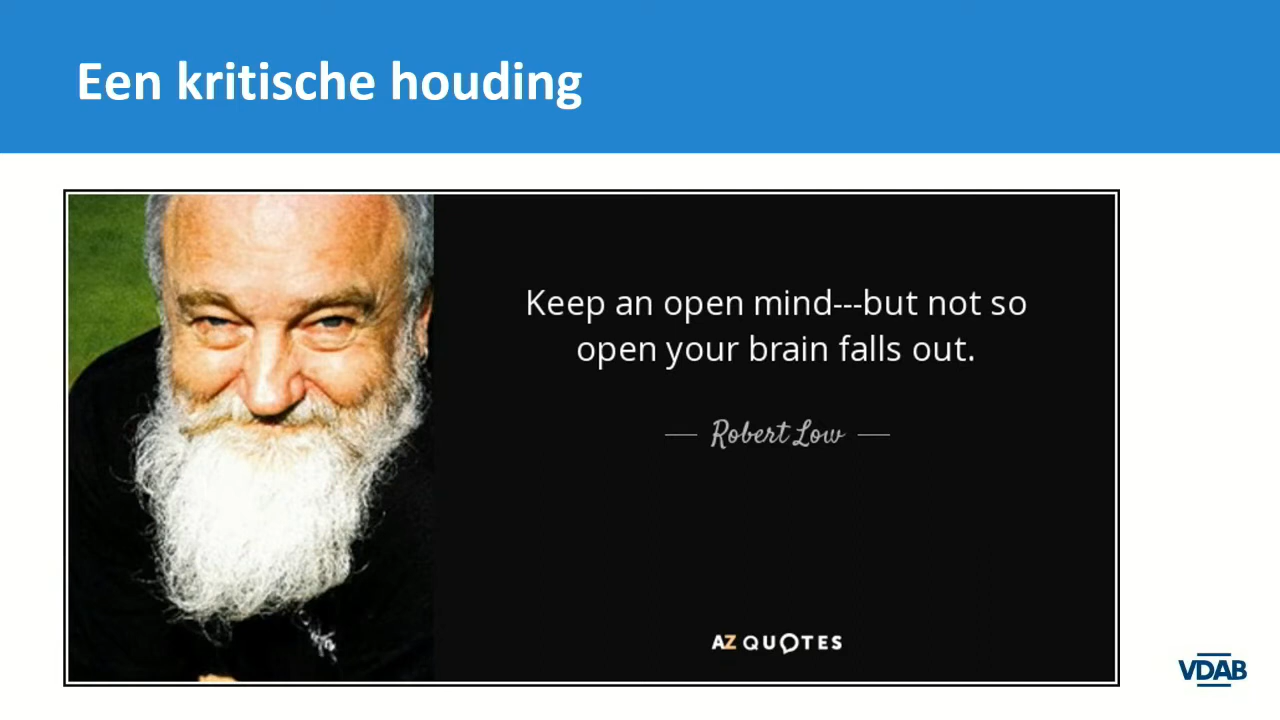 Een kritische houding
Keep an open mind---but not so
open your brain falls out.
Robert Low
AZ QUOTES
VDAB